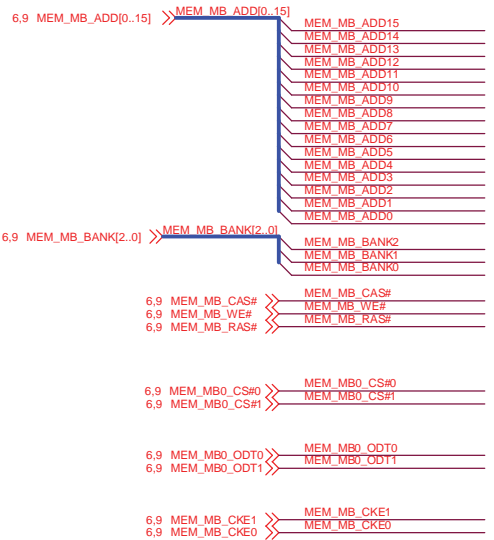 6,9 MEM_MB_ADD[0..15] MEM_MB_ADD[0..15]
MEM_MB_ADD15
MEM_MB_ADD14
MEM_MB_ADD13
MEM_MB_ADD12
MEM_MB_ADD11
MEM_MB_ADD10
MEM_MB_ADD9
MEM_MB_ADD8
MEM_MB_ADD7
MEM_MB_ADD6
MEM_MB_ADD5
MEM_MB_ADD4
MEM_MB_ADD3
MEM_MB_ADD2
MEM_MB_ADD1
MEM_MB_ADD0
6,9 MEM_MB_BANK[2..0] MEM_MB_BANK[2..0]
MEM_MB_BANK2
MEM_MB_BANK1
MEM_MB_BANK0
6,9 MEM_MB_CAS# MEM_MB_CAS#
6,9 MEM_MB_WE# MEM_MB_WE#
6,9 MEM_MB_RAS# MEM_MB_RAS#
6,9 MEM_MB0_CS#0 MEM_MB0_CS#0
6,9 MEM_MB0_CS#1 MEM_MB0_CS#1
6,9 MEM_MB0_ODT0 MEM_MB0_ODT0
6,9 MEM_MB0_ODT1 MEM_MB0_ODT1
6,9 MEM_MB_CKE1 MEM_MB_CKE1
6,9 MEM_MB_CKE0 MEM_MB_CKE0